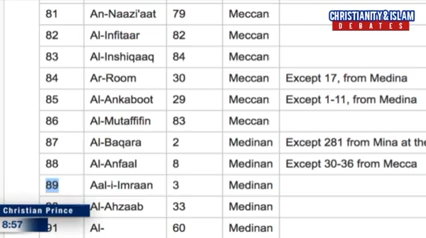 CHRISTIANITY & ISLAM
DEBATES
81 An-Naazi'aat 79 Meccan
82 Al-Infitaar 82 Meccan
83 Al-Inshiqaaq 84 Meccan
84 Ar-Room 30 Meccan Except 17, from Medina
85 Al-Ankaboot 29 Meccan Except 1-11, from Medina
86 Al-Mutaffifin 83 Meccan
87 Al-Baqara 2 Medinan Except 281 from Mina at the
88 Al-Anfaal 8 Medinan Except 30-36 from Mecca
89 Aal-i-Imraan 3 Medinan
Al-Ahzaab 33 Medinan
91 Al- 60 Medinan
Christian Prince
8:57